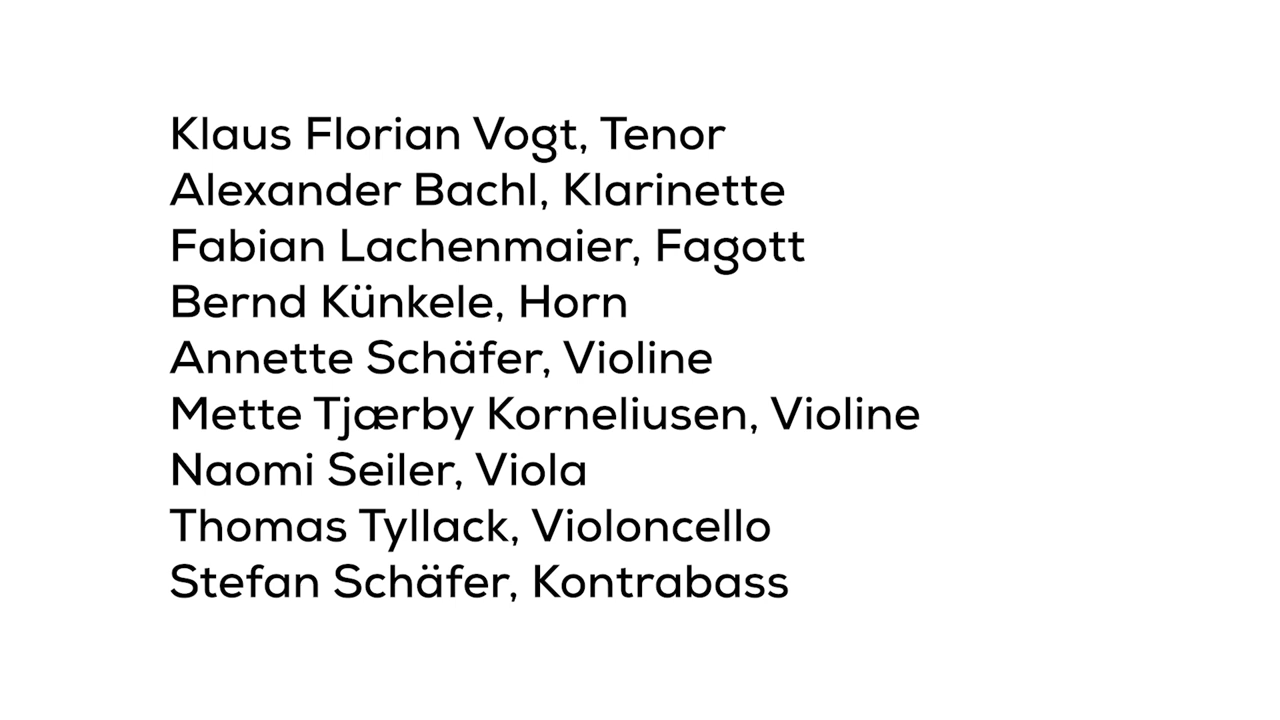 Klaus Florian Vogt, Tenor
Alexander Bachl, Klarinette
Fabian Lachenmaier, Fagott
Bernd Künkele, Horn
Annette Schäfer, Violine
Mette Tjærby Korneliusen, Violine
Naomi Seiler, Viola
Thomas Tyllack, Violoncello
Stefan Schäfer, Kontrabass